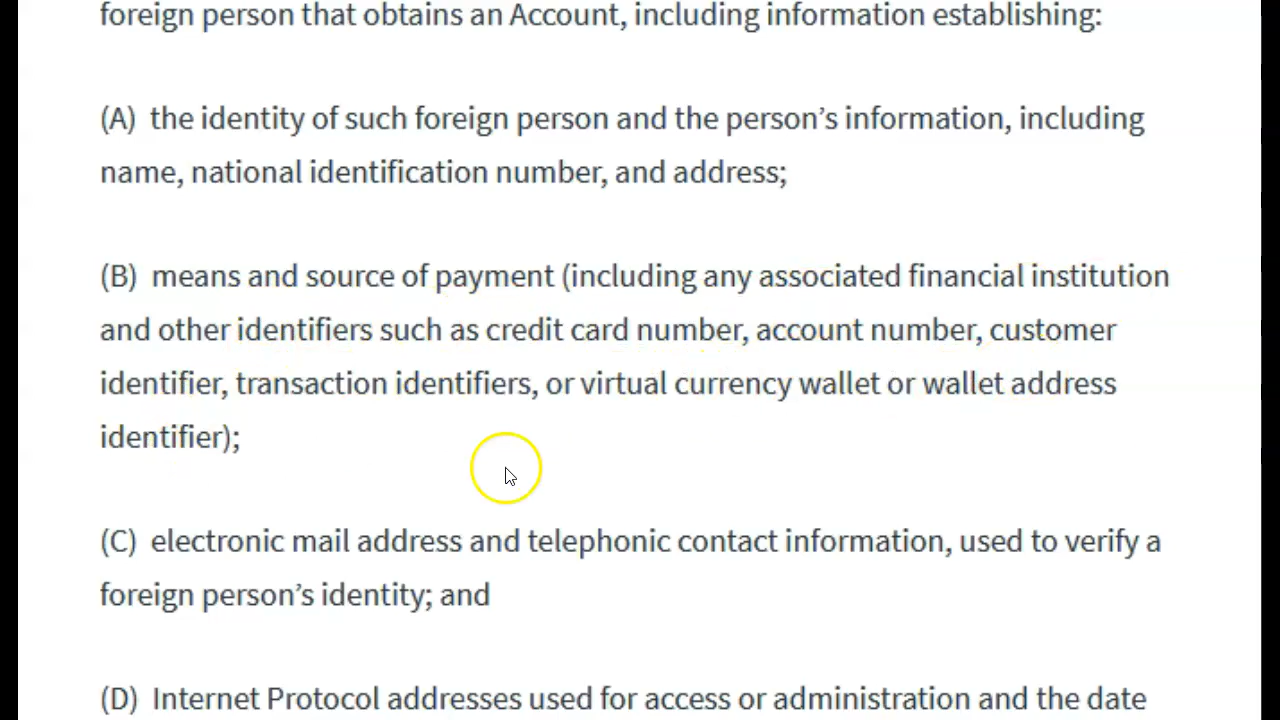 foreign person that obtains an Account, including information establishing:
(A) the identity of such foreign person and the person’s information, including
name, national identification number, and address;
(B) means and source of payment (including any associated financial institution
and other identifiers such as credit card number, account number, customer
identifier, transaction identifiers, or virtual currency wallet or wallet address
identifier);
(C) electronic mail address and telephonic contact information, used to verify a
foreign person’s identity; and
(D) Internet Protocol addresses used for access or administration and the date